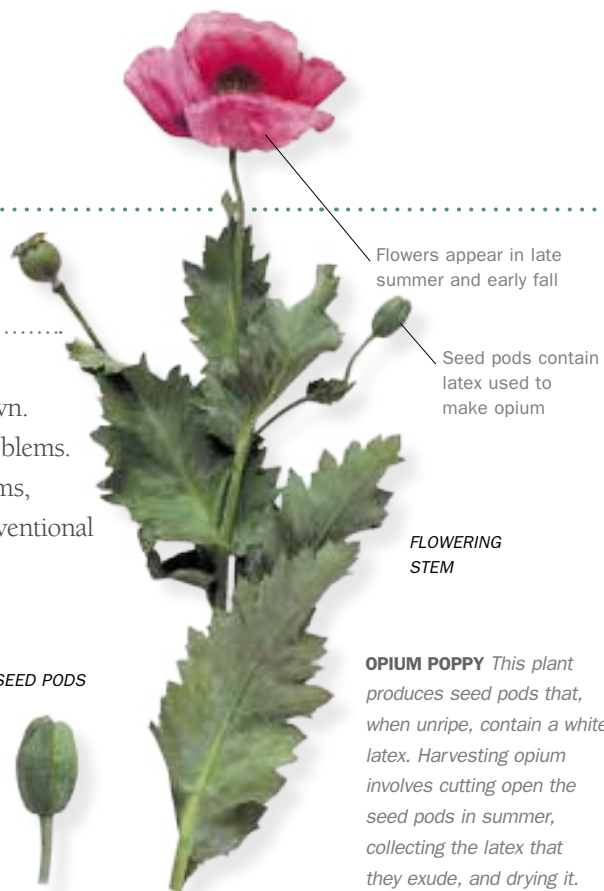 Flowers appear in late
summer and early fall
Seed pods contain
latex used to
make opium
FLOWERING
STEM
SEED PODS
OPIUM POPPY This plant
produces seed pods that,
when unripe, contain a white
latex. Harvesting opium
involves cutting open the
seed pods in summer,
collecting the latex that
they exude, and drying it.